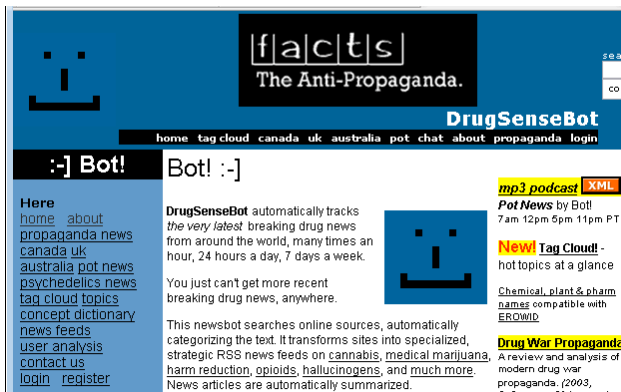 facts
The Anti-Propaganda.
DrugSenseBot
home tag cloud canada uk australia pot chat about propaganda login
:-] Bot!
Here
home about
propaganda news
canada uk
australia pot news
psychedelics news
tag cloud topics
concept dictionary
news feeds
user analysis
contact us
login register
Bot! :-]
DrugSenseBot automatically tracks
the very latest breaking drug news
from around the world, many times an
hour, 24 hours a day, 7 days a week.
You just can't get more recent
breaking drug news, anywhere.
This newsbot searches online sources, automatically
categorizing the text. It transforms sites into specialized,
strategic RSS news feeds on cannabis, medical marijuana,
harm reduction, opioids, hallucinogens, and much more.
News articles are automatically summarized.
mp3 podcast XML
Pot News by Bot!
7am 12pm 5pm 11pm PT
New! Tag Cloud! -
hot topics at a glance
Chemical, plant & pharm
names compatible with
EROWID
Drug War Propaganda
A review and analysis of
modern drug war
propaganda. (2003,